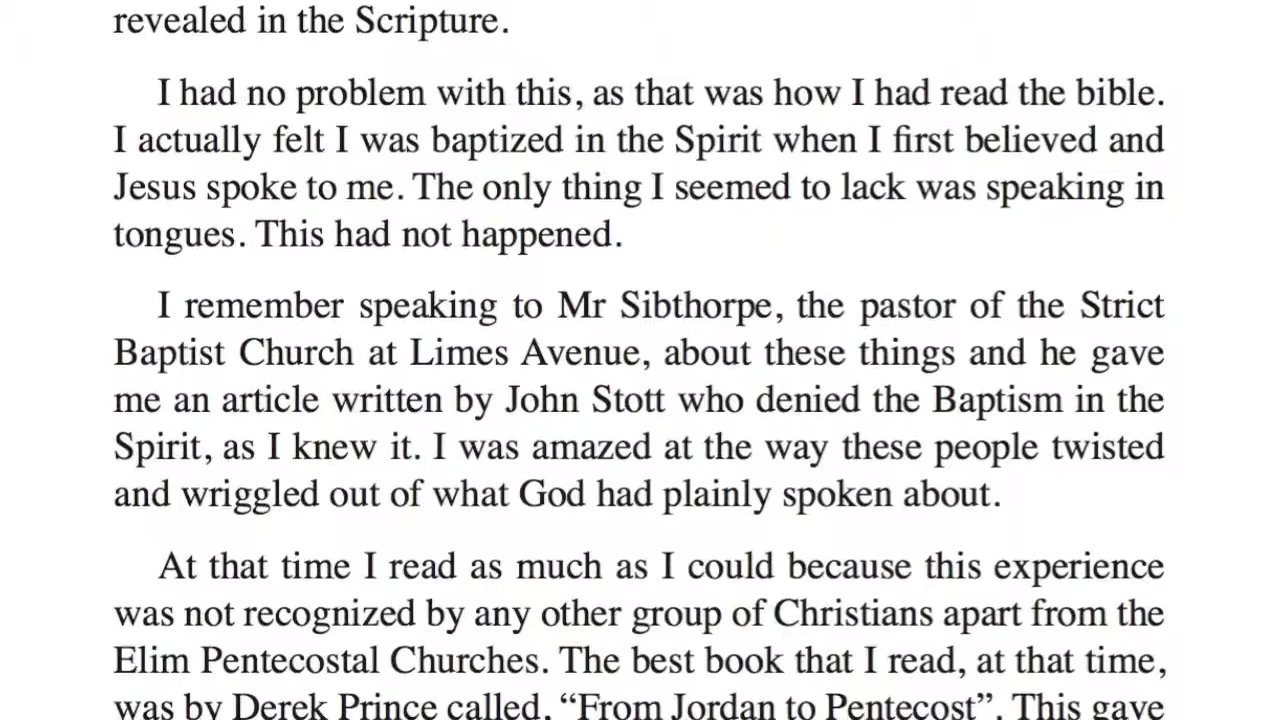 revealed in the Scripture.
I had no problem with this, as that was how I had read the bible.
I actually felt I was baptized in the Spirit when I first believed and
Jesus spoke to me. The only thing I seemed to lack was speaking in
tongues. This had not happened.
I remember speaking to Mr Sibthorpe, the pastor of the Strict
Baptist Church at Limes Avenue, about these things and he gave
me an article written by John Stott who denied the Baptism in the
Spirit, as I knew it. I was amazed at the way these people twisted
and wriggled out of what God had plainly spoken about.
At that time I read as much as I could because this experience
was not recognized by any other group of Christians apart from the
Elim Pentecostal Churches. The best book that I read, at that time,
was by Derek Prince called, “From Jordan to Pentecost”. This gave